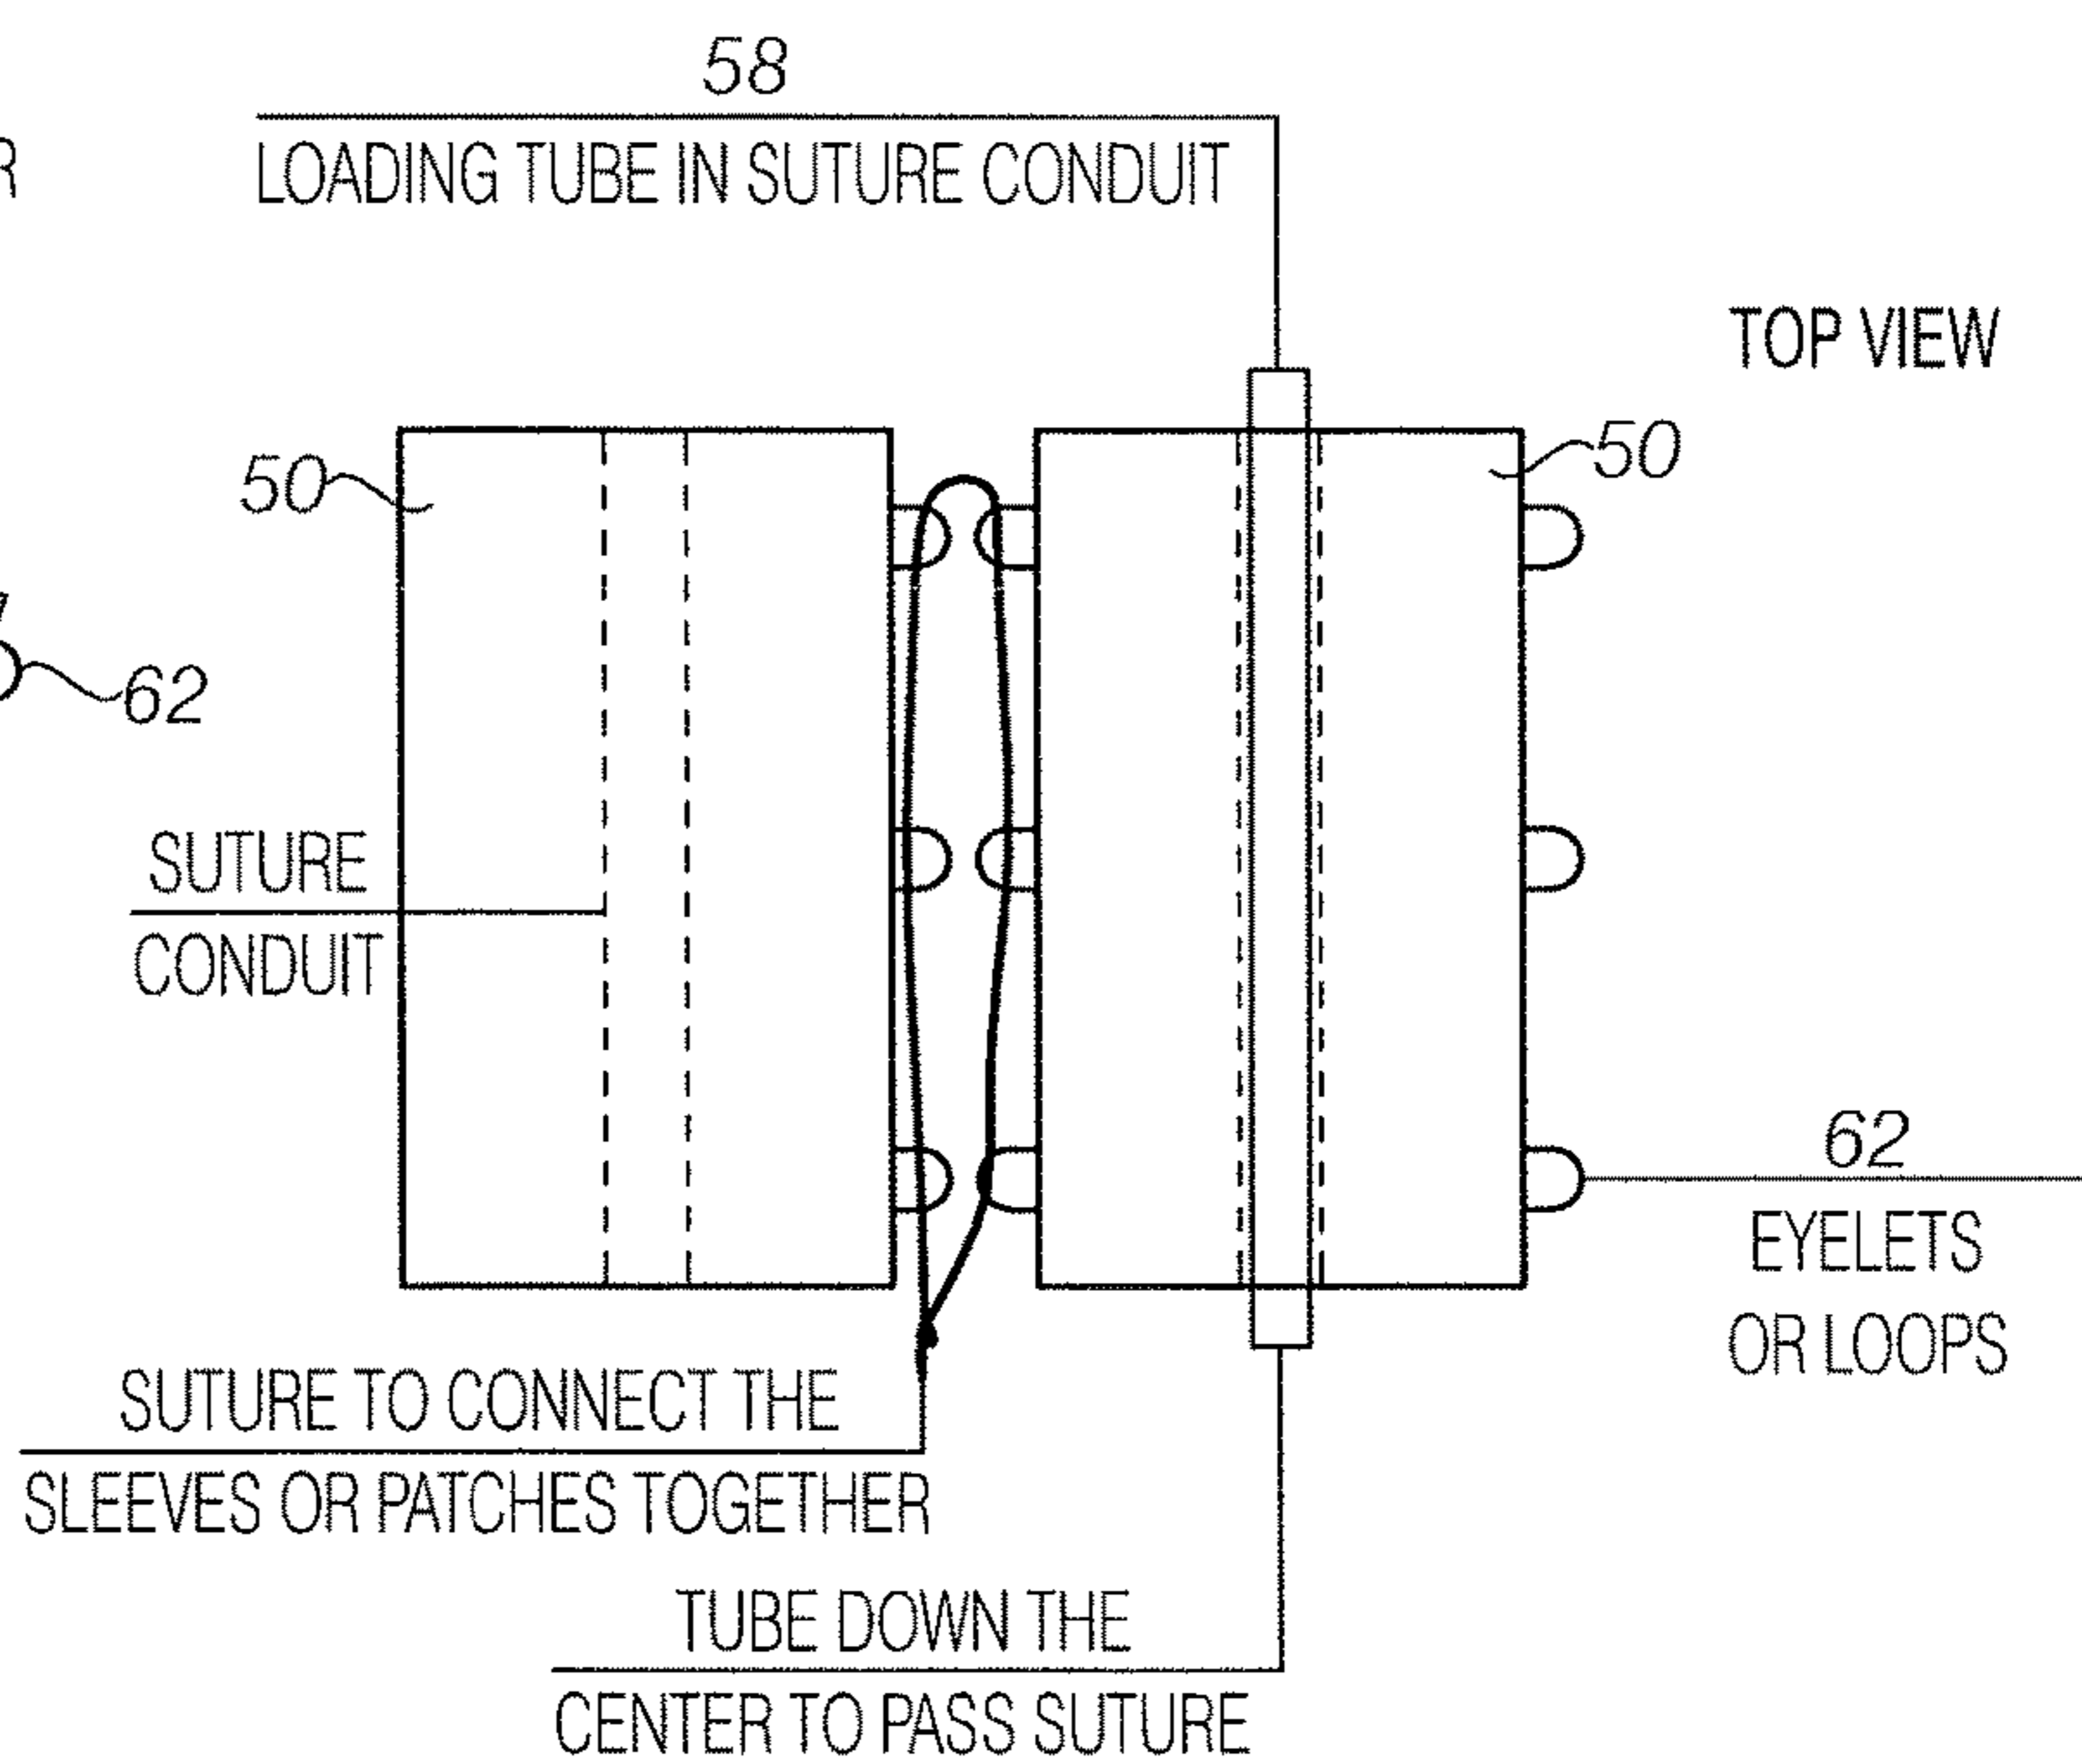 58
LOADING TUBE IN SUTURE CONDUIT
TOP VIEW
50
50
62
SUTURE
CONDUIT
62
EYELETS
OR LOOPS
SUTURE TO CONNECT THE
SLEEVES OR PATCHES TOGETHER
TUBE DOWN THE
CENTER TO PASS SUTURE